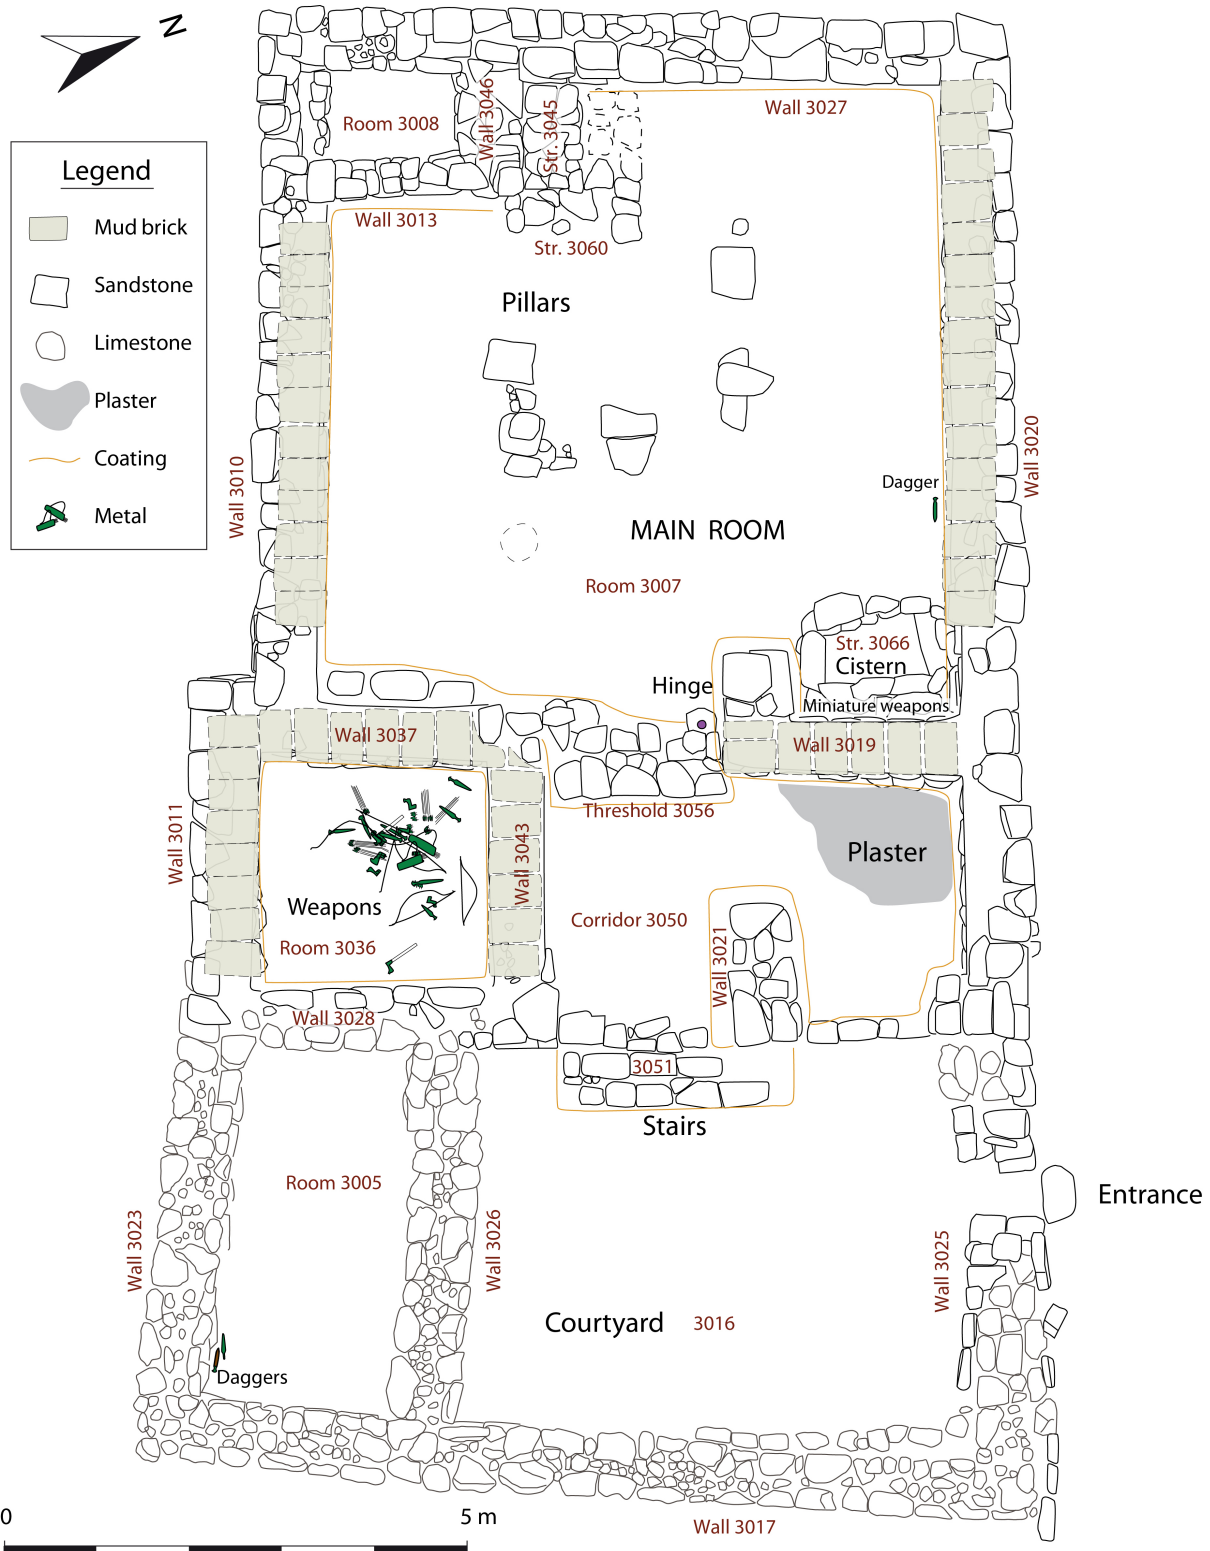 N
Legend
Mud brick
Sandstone
Limestone
Plaster
Coating
Metal
Room 3008
Wall 3046
Str. 3045
Wall 3027
Wall 3013
Str. 3060
Pillars
Wall 3010
Wall 3020
Dagger
MAIN ROOM
Room 3007
Str. 3066
Cistern
Hinge
Miniature weapons
Wall 3037
Wall 3019
Threshold 3056
Wall 3011
Wall 3043
Plaster
Weapons
Room 3036
Corridor 3050
Wall 3021
Wall 3028
3051
Stairs
Room 3005
Entrance
Wall 3023
Wall 3026
Wall 3025
Courtyard 3016
Daggers
0 5 m
Wall 3017